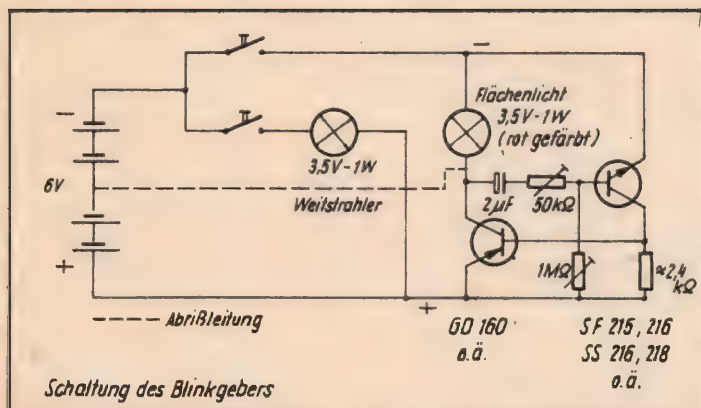 −
Flächenlicht
3,5V-1W
(rot gefärbt)
−
6V
3,5V-1W
Weitstrahler
2µF
50kΩ
1MΩ
≈2,4
kΩ
+
+
--- Abrißleitung
GD 160
o.ä.
SF 215, 216
SS 216, 218
o.ä.
Schaltung des Blinkgebers